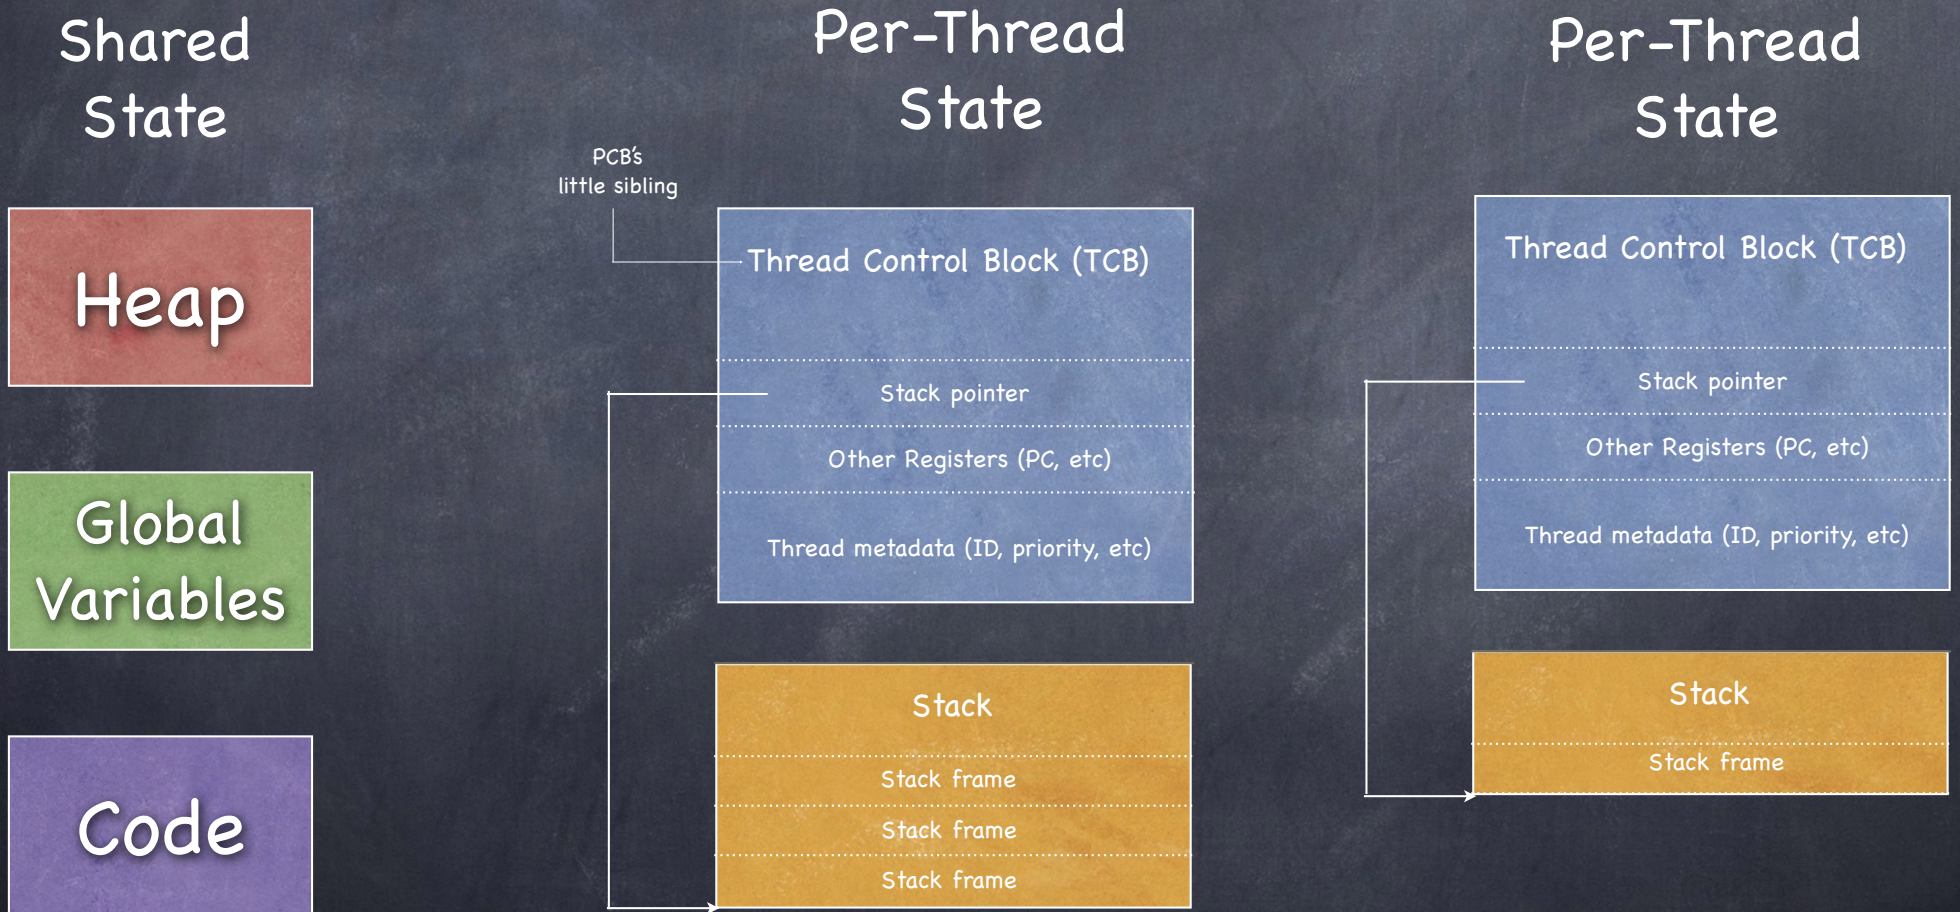 Shared
State
Heap
Global
Variables
Code
Per-Thread
State
PCB's
little sibling
Thread Control Block (TCB)
Stack pointer
Other Registers (PC, etc)
Thread metadata (ID, priority, etc)
Stack
Stack frame
Stack frame
Stack frame
Per-Thread
State
Thread Control Block (TCB)
Stack pointer
Other Registers (PC, etc)
Thread metadata (ID, priority, etc)
Stack
Stack frame